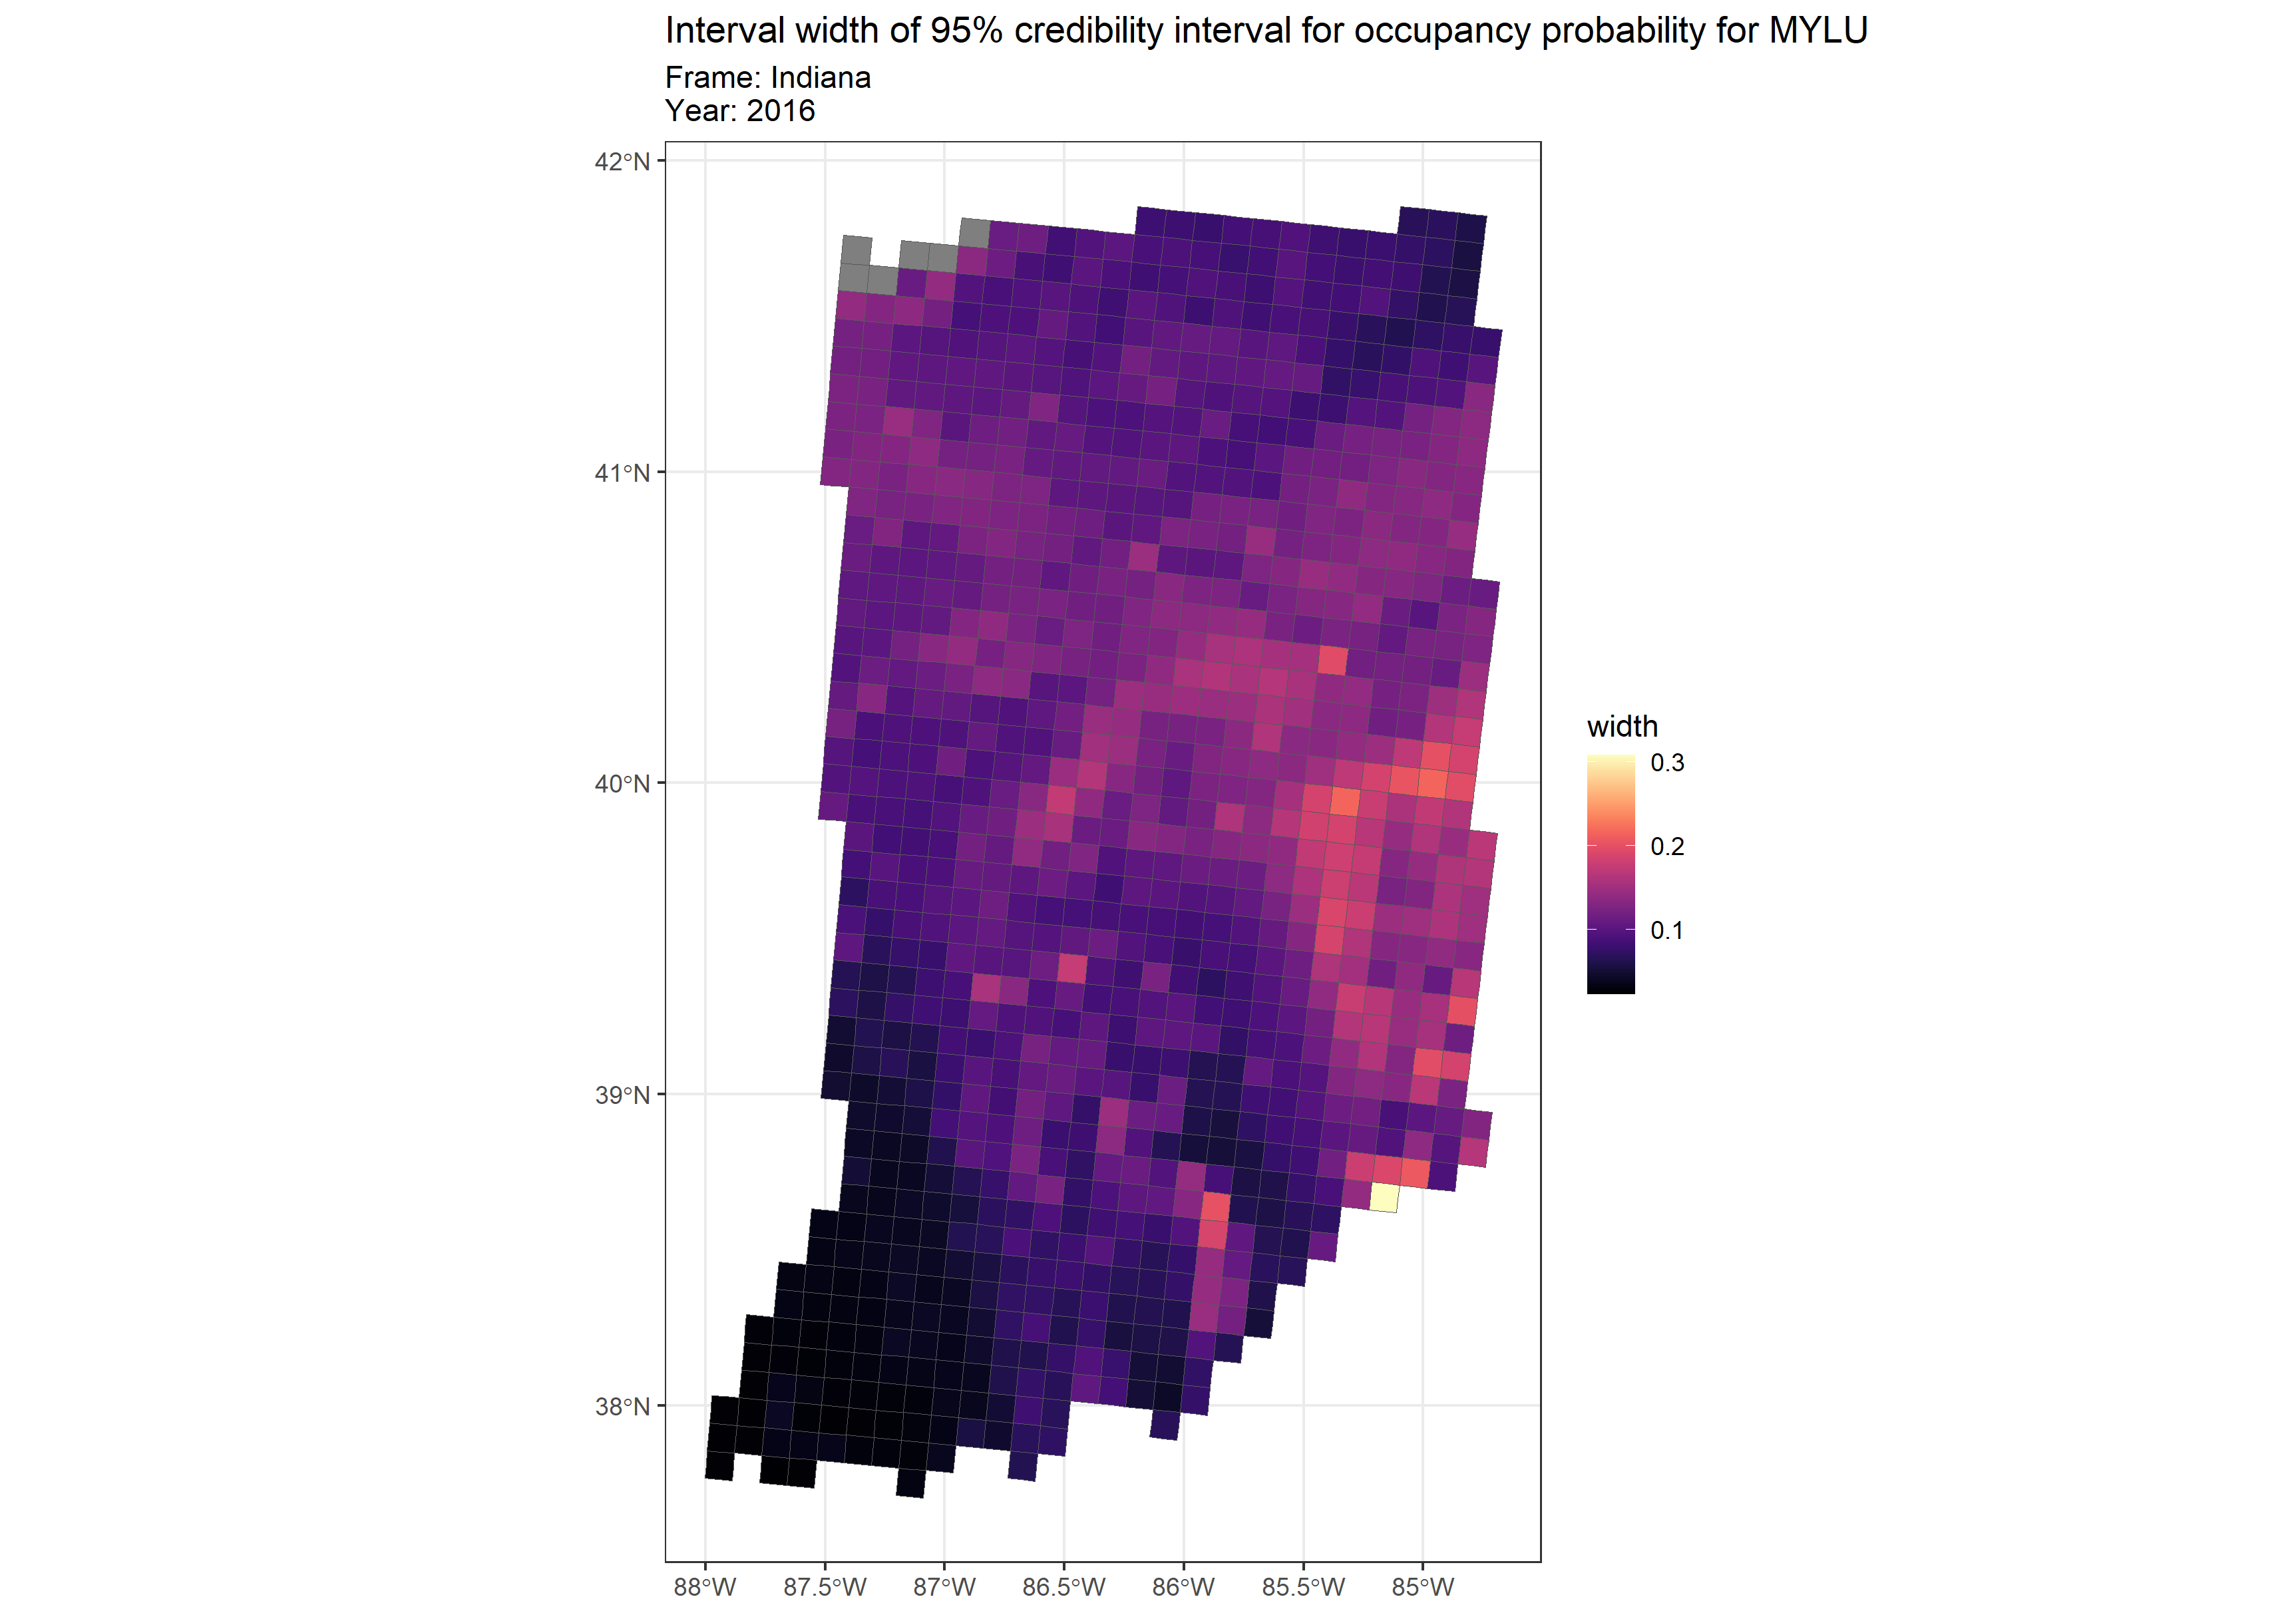 Interval width of 95% credibility interval for occupancy probability for MYLU
Frame: Indiana
Year: 2016
42°N
41°N
40°N
39°N
38°N
88°W 87.5°W 87°W 86.5°W 86°W 85.5°W 85°W
width
0.3
0.2
0.1